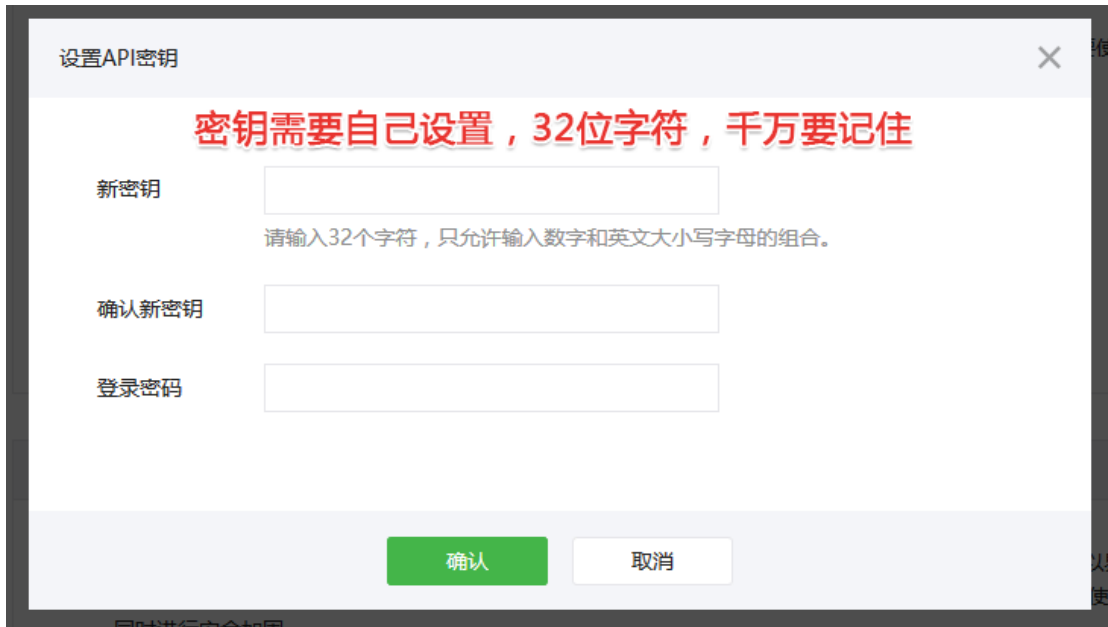 设置API密钥
密钥需要自己设置，32位字符，千万要记住
新密钥
请输入32个字符，只允许输入数字和英文大小写字母的组合。
确认新密钥
登录密码
确认
取消